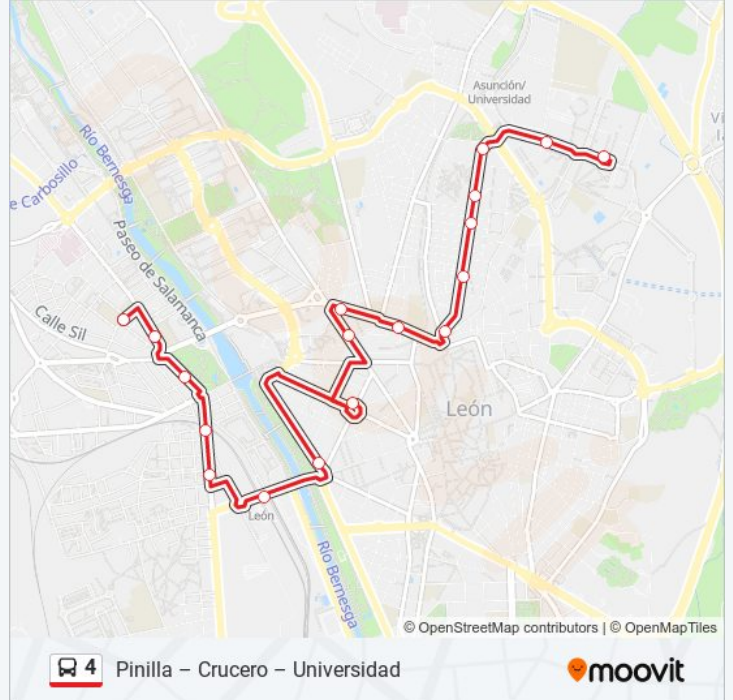 Asunción/
Universidad
Río Bernesga
e Carbosillo
Paseo de Salamanca
Calle Sil
León
León
Río Bernesga
© OpenStreetMap contributors | © OpenMapTiles
4 Pinilla – Crucero – Universidad
moovit